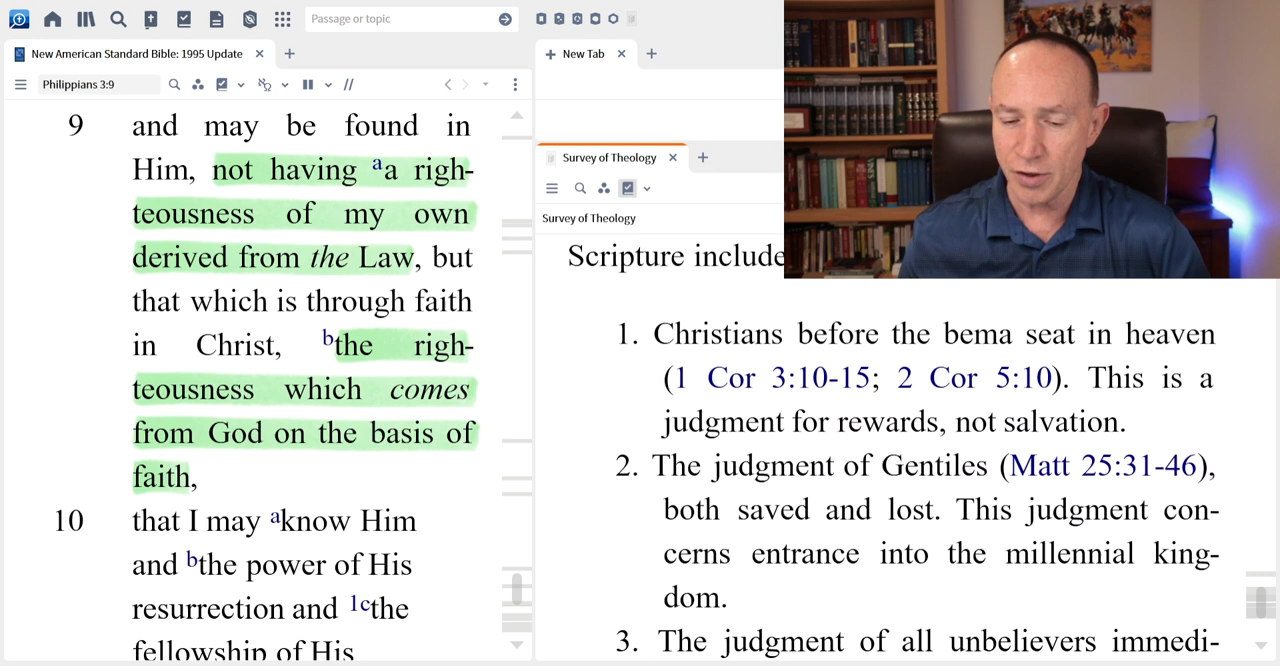 Passage or topic
New American Standard Bible: 1995 Update
New Tab
Philippians 3:9
9 and may be found in
Him, not having aa righ-
teousness of my own
derived from the Law, but
that which is through faith
in Christ, bthe righ-
teousness which comes
from God on the basis of
faith,
10 that I may aknow Him
and bthe power of His
resurrection and 1cthe
fellowship of His
Survey of Theology
Survey of Theology
Scripture include
1. Christians before the bema seat in heaven
(1 Cor 3:10-15; 2 Cor 5:10). This is a
judgment for rewards, not salvation.
2. The judgment of Gentiles (Matt 25:31-46),
both saved and lost. This judgment con-
cerns entrance into the millennial king-
dom.
3. The judgment of all unbelievers immedi-